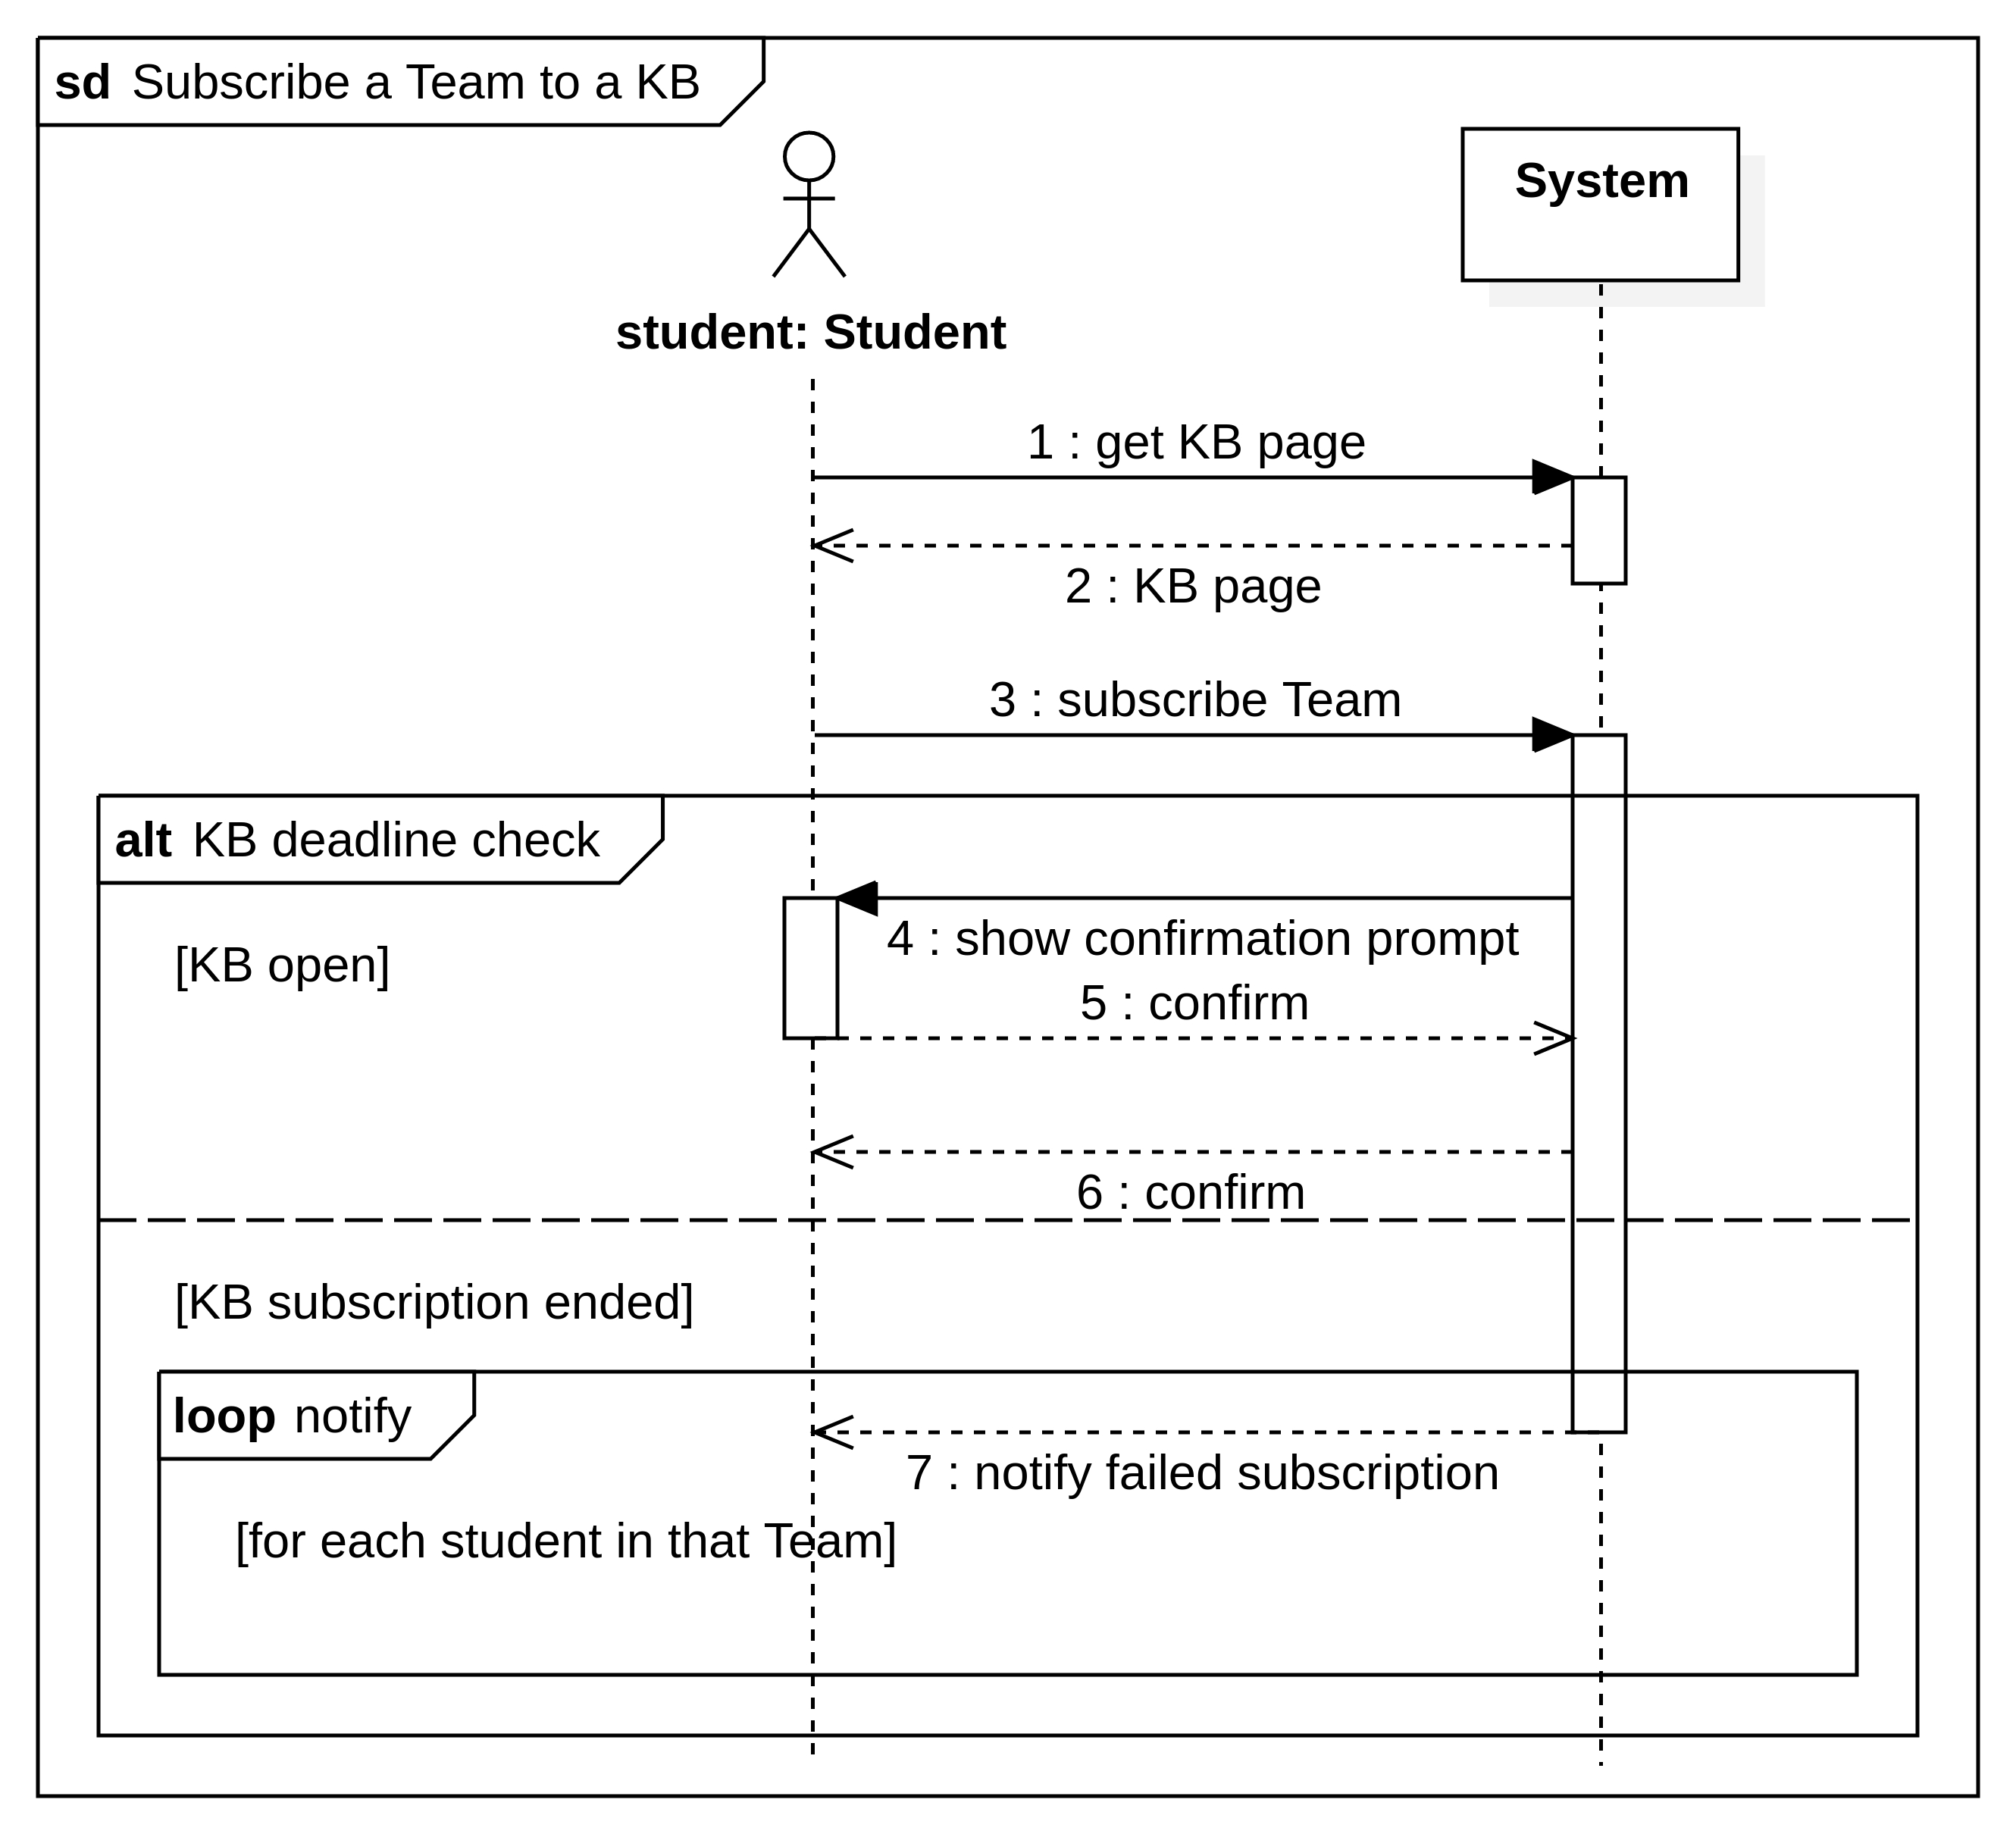 sd Subscribe a Team to a KB
System
student: Student
1 : get KB page
2 : KB page
3 : subscribe Team
alt KB deadline check
4 : show confirmation prompt
[KB open]
5 : confirm
6 : confirm
[KB subscription ended]
loop notify
7 : notify failed subscription
[for each student in that Team]